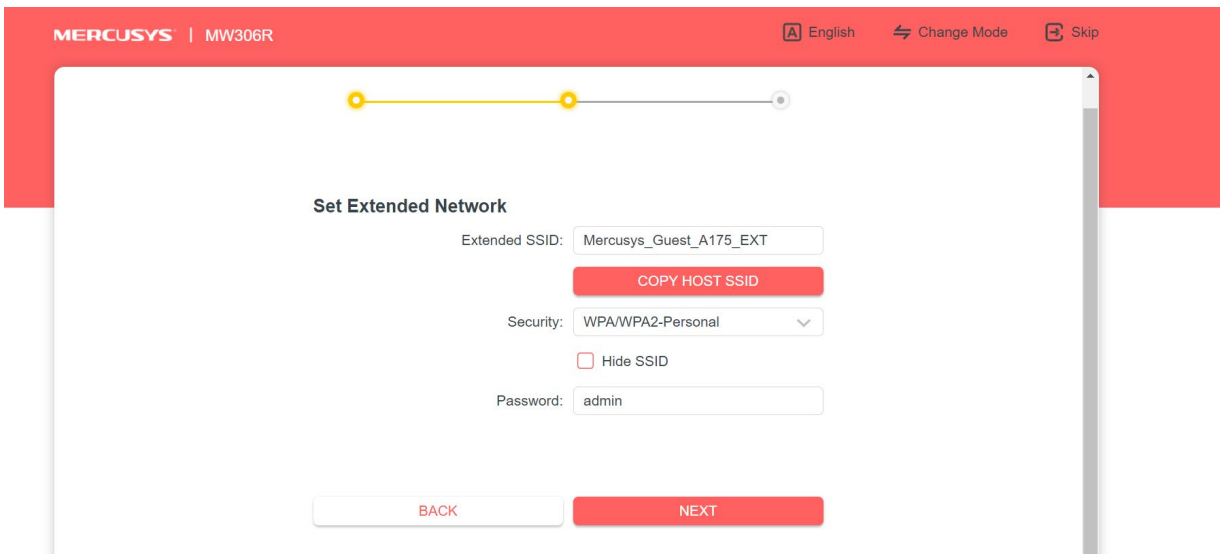 MERCUSYS | MW306R English Change Mode Skip
Set Extended Network
Extended SSID: Mercusys_Guest_A175_EXT
COPY HOST SSID
Security: WPA/WPA2-Personal
Hide SSID
Password: admin
BACK NEXT